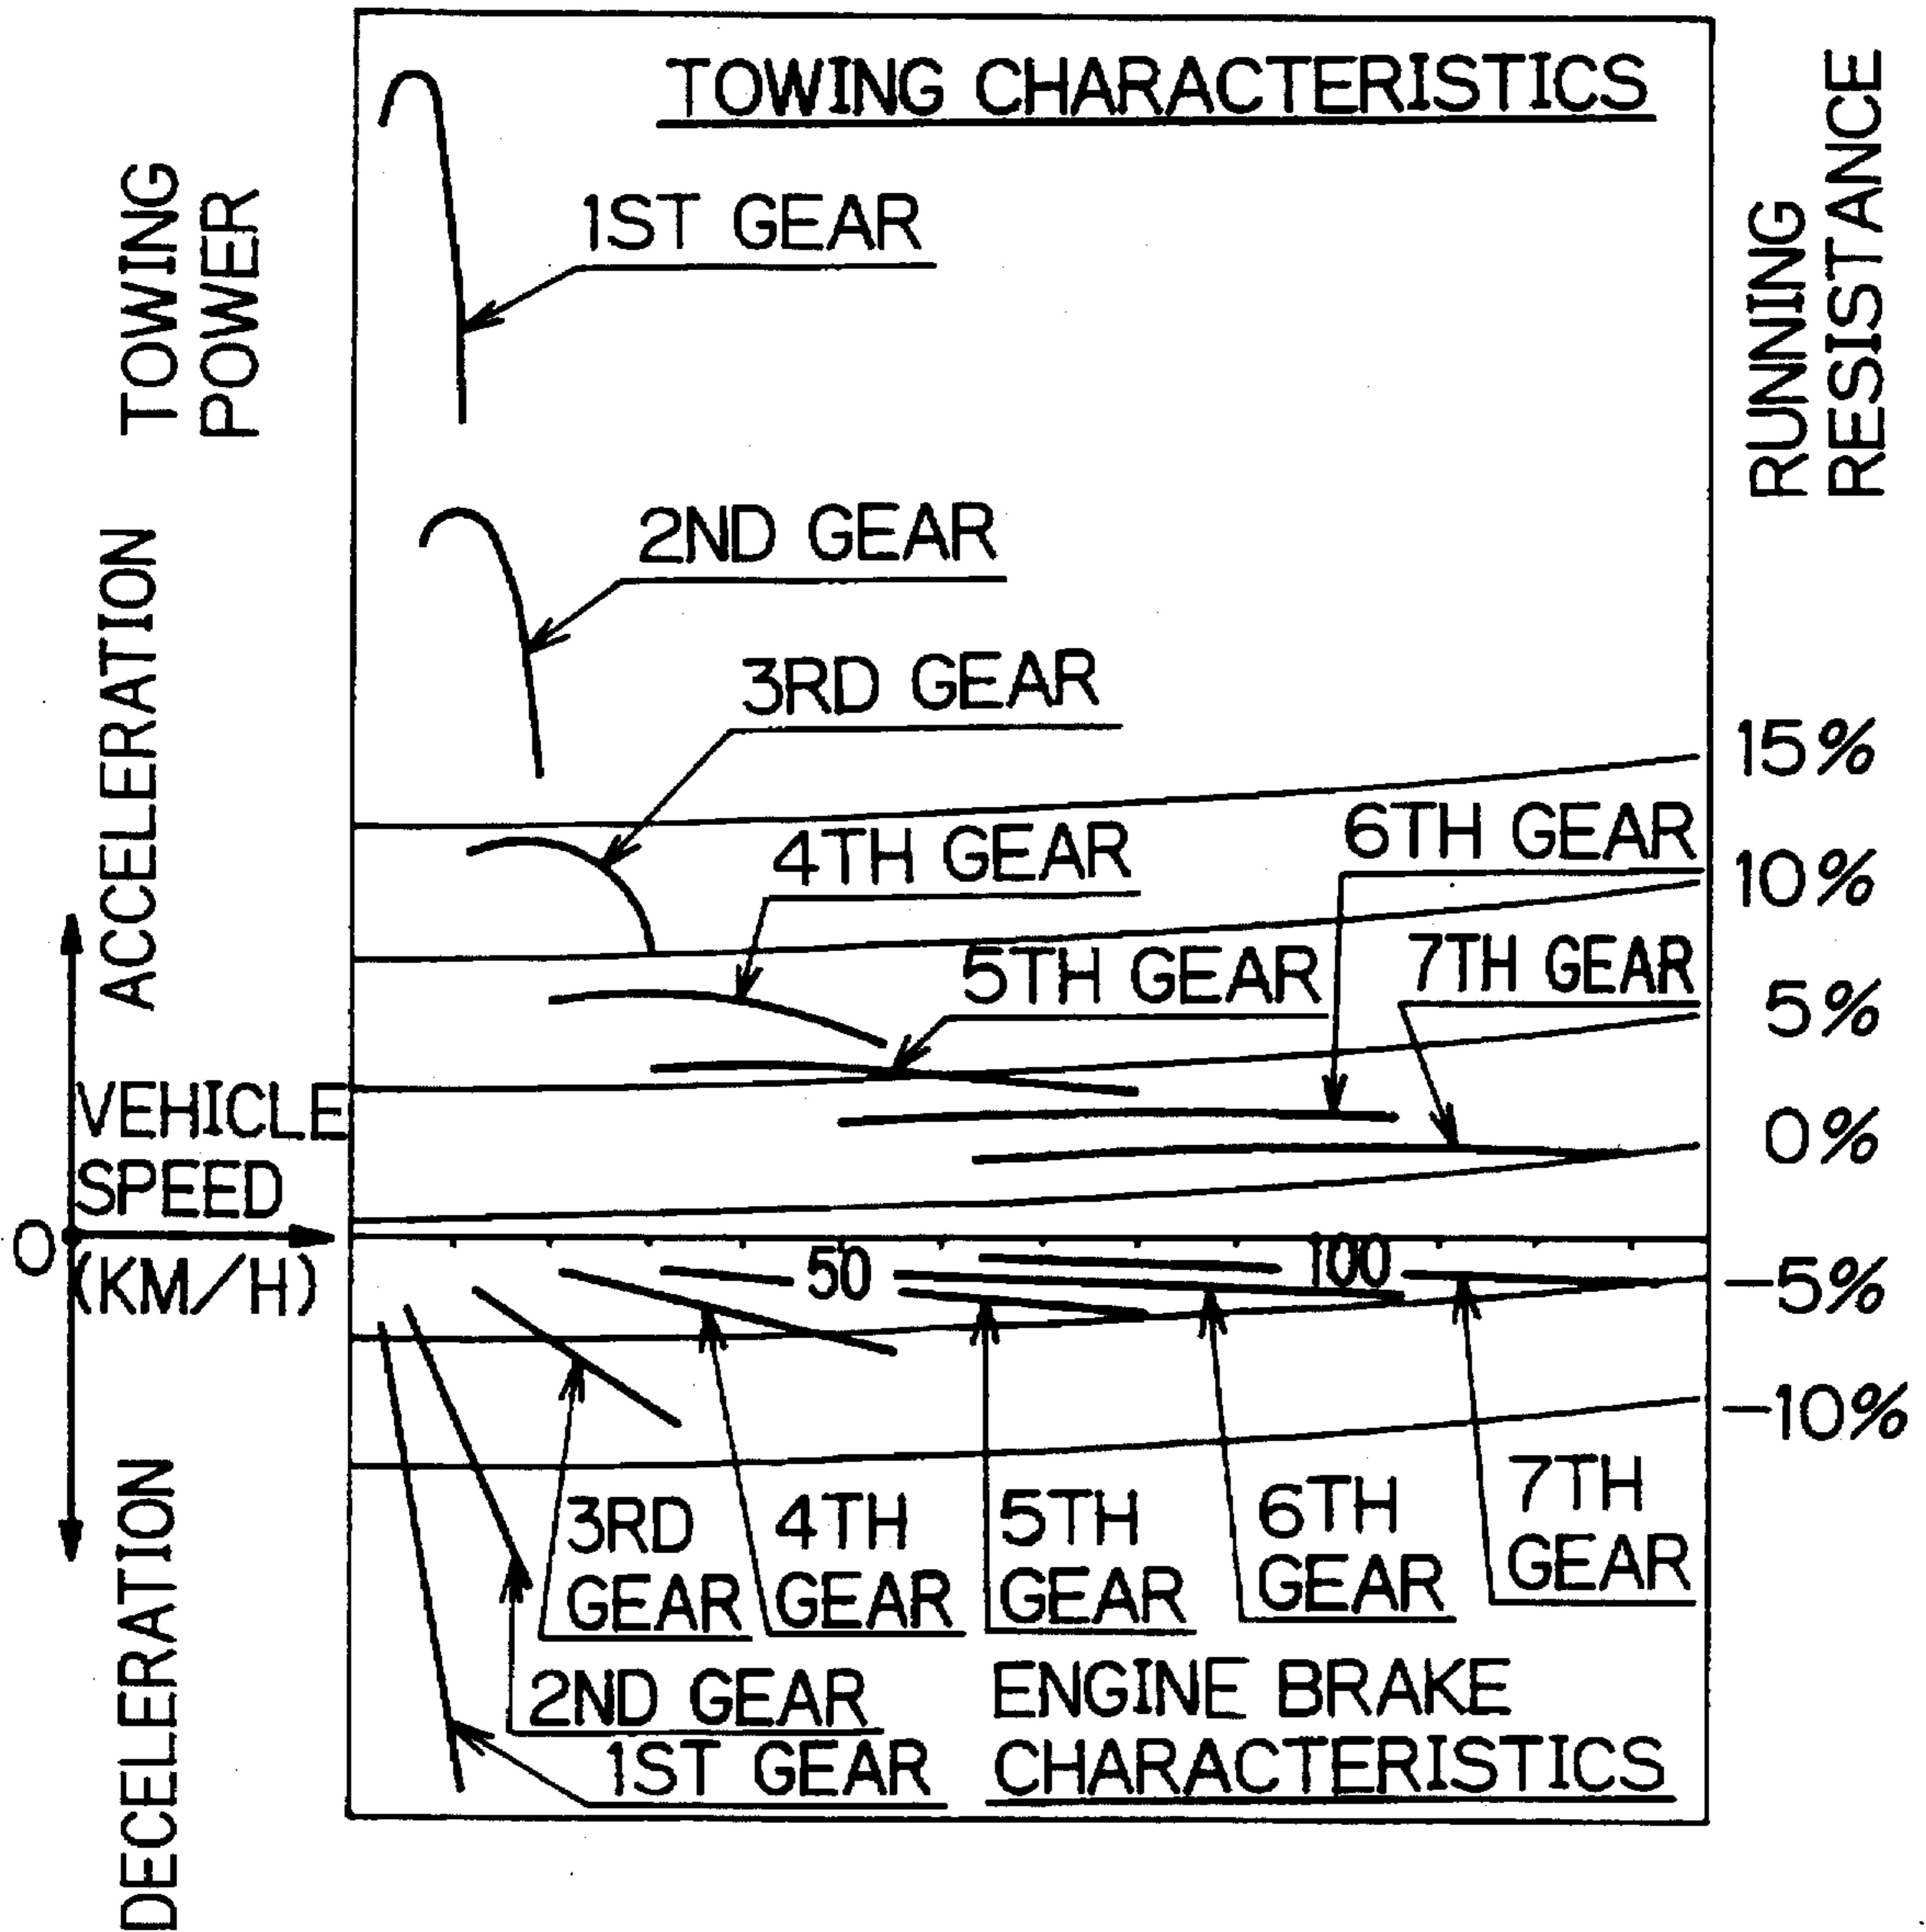 TOWING CHARACTERISTICS
TOWING
POWER
RUNNING
RESISTANCE
1ST GEAR
2ND GEAR
ACCELERATION
3RD GEAR
15%
4TH GEAR
6TH GEAR
10%
5TH GEAR
7TH GEAR
5%
VEHICLE
SPEED
(KM/H)
0%
0
50
100
-5%
-10%
DECELERATION
3RD
GEAR
4TH
GEAR
5TH
GEAR
6TH
GEAR
7TH
GEAR
2ND GEAR
1ST GEAR
ENGINE BRAKE
CHARACTERISTICS